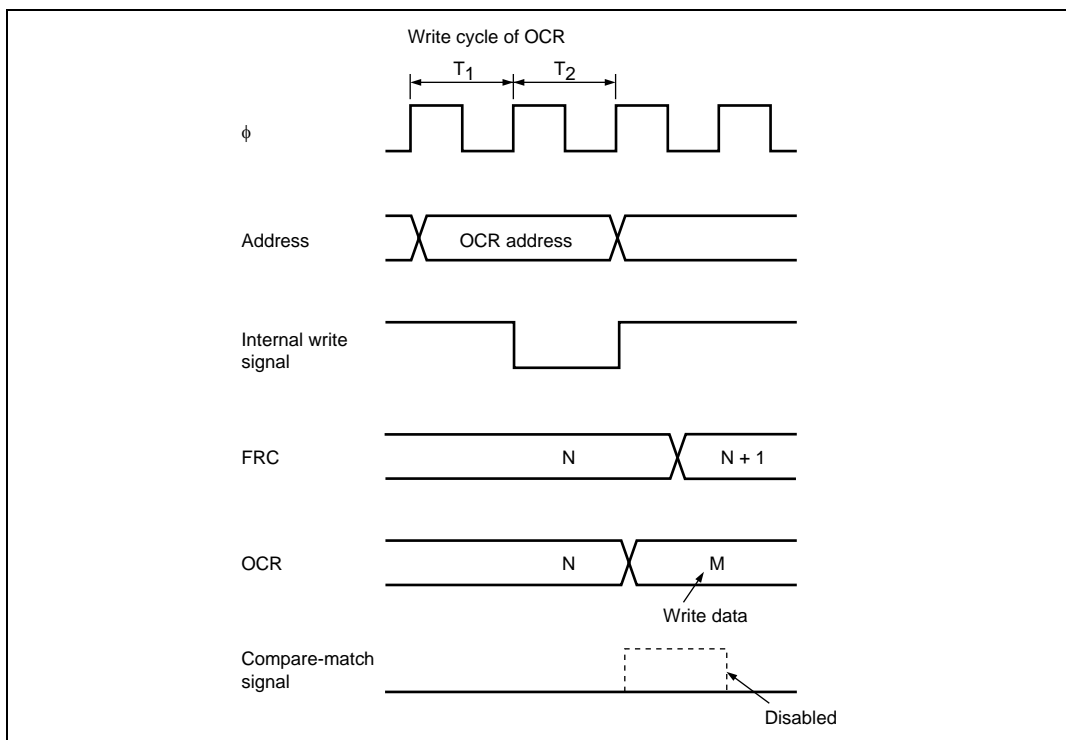 Write cycle of OCR
T1 T2
ϕ
Address
OCR address
Internal write
signal
FRC
N
N + 1
OCR
N
M
Write data
Compare-match
signal
Disabled